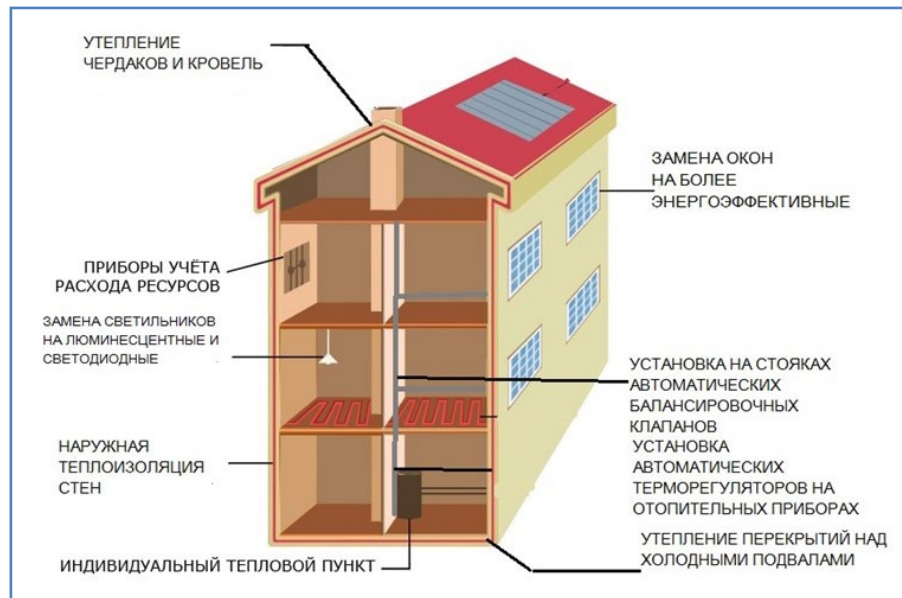 УТЕПЛЕНИЕ
ЧЕРДАКОВ И КРОВЕЛЬ
ЗАМЕНА ОКОН
НА БОЛЕЕ
ЭНЕРГОЭФФЕКТИВНЫЕ
ПРИБОРЫ УЧЁТА
РАСХОДА РЕСУРСОВ
ЗАМЕНА СВЕТИЛЬНИКОВ
НА ЛЮМИНЕСЦЕНТНЫЕ И
СВЕТОДИОДНЫЕ
УСТАНОВКА НА СТОЯКАХ
АВТОМАТИЧЕСКИХ
БАЛАНСИРОВОЧНЫХ
КЛАПАНОВ
УСТАНОВКА
АВТОМАТИЧЕСКИХ
ТЕРМОРЕГУЛЯТОРОВ НА
ОТОПИТЕЛЬНЫХ ПРИБОРАХ
НАРУЖНАЯ
ТЕПЛОИЗОЛЯЦИЯ
СТЕН
УТЕПЛЕНИЕ ПЕРЕКРЫТИЙ НАД
ХОЛОДНЫМИ ПОДВАЛАМИ
ИНДИВИДУАЛЬНЫЙ ТЕПЛОВОЙ ПУНКТ